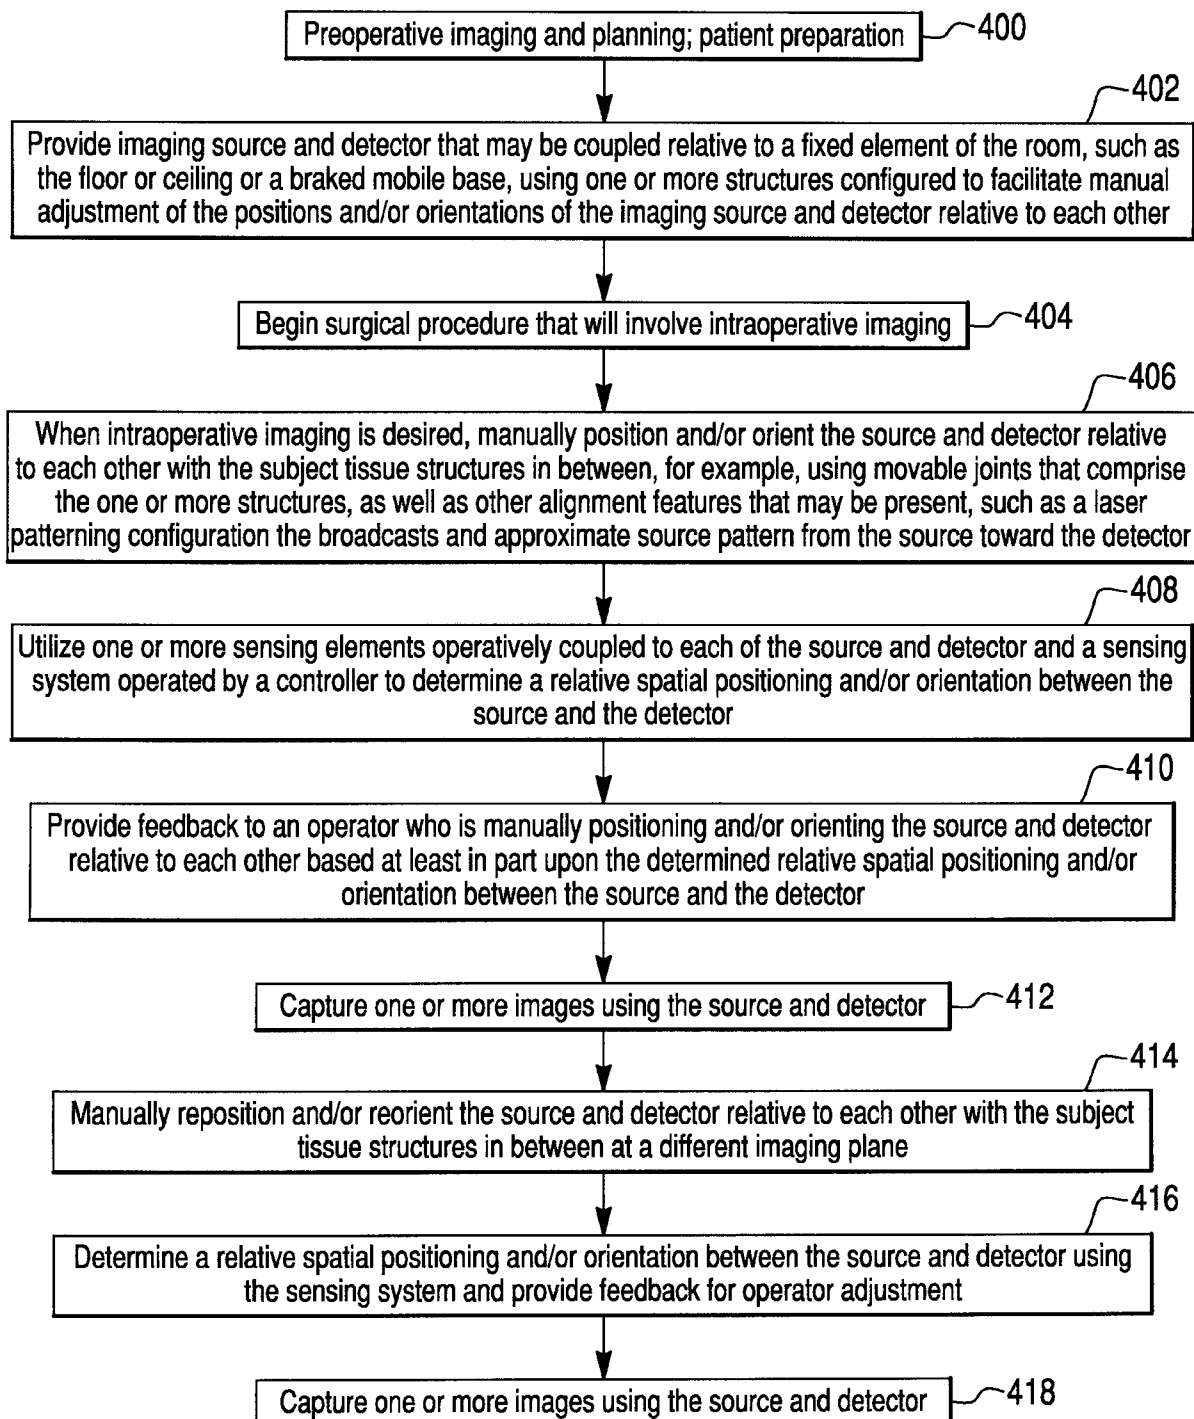 Preoperative imaging and planning; patient preparation
400
402
Provide imaging source and detector that may be coupled relative to a fixed element of the room, such as
the floor or ceiling or a braked mobile base, using one or more structures configured to facilitate manual
adjustment of the positions and/or orientations of the imaging source and detector relative to each other
Begin surgical procedure that will involve intraoperative imaging
404
406
When intraoperative imaging is desired, manually position and/or orient the source and detector relative
to each other with the subject tissue structures in between, for example, using movable joints that comprise
the one or more structures, as well as other alignment features that may be present, such as a laser
patterning configuration the broadcasts and approximate source pattern from the source toward the detector
408
Utilize one or more sensing elements operatively coupled to each of the source and detector and a sensing
system operated by a controller to determine a relative spatial positioning and/or orientation between the
source and the detector
410
Provide feedback to an operator who is manually positioning and/or orienting the source and detector
relative to each other based at least in part upon the determined relative spatial positioning and/or
orientation between the source and the detector
Capture one or more images using the source and detector
412
414
Manually reposition and/or reorient the source and detector relative to each other with the subject
tissue structures in between at a different imaging plane
416
Determine a relative spatial positioning and/or orientation between the source and detector using
the sensing system and provide feedback for operator adjustment
Capture one or more images using the source and detector
418